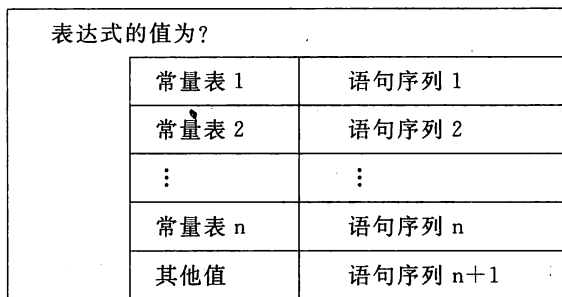 表达式的值为?
常量表 1 语句序列 1
常量表 2 语句序列 2
⋮ ⋮
常量表 n 语句序列 n
其他值 语句序列 n+1